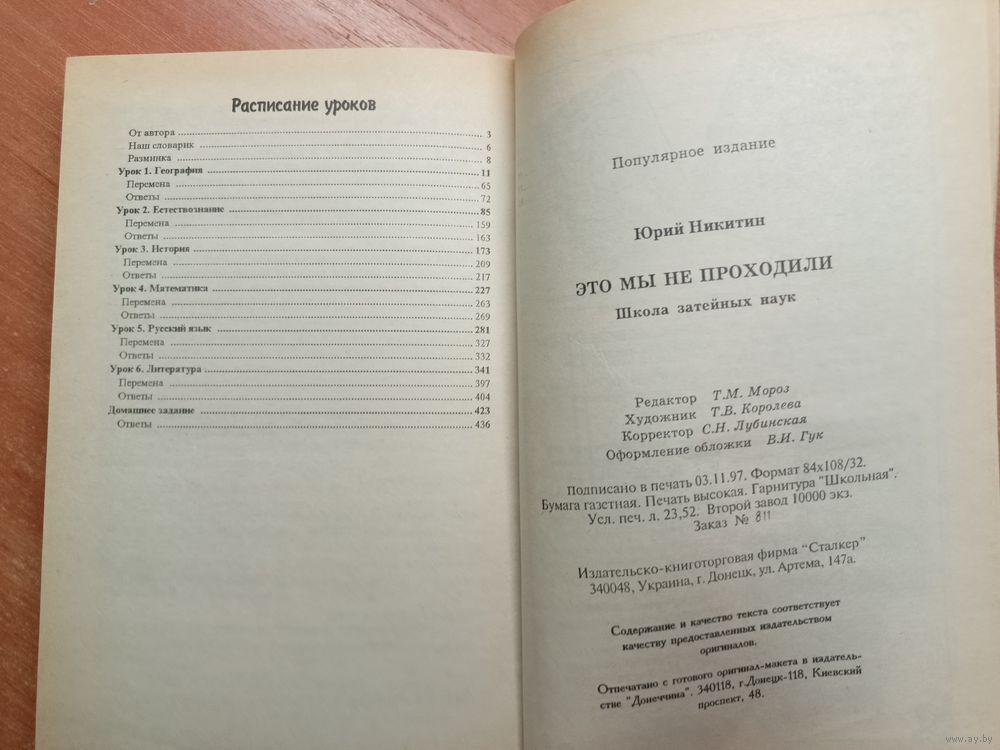 Расписание уроков
От автора 3
Наш словарик 6
Разминка 8
Урок 1. География 11
Перемена 65
Ответы 72
Урок 2. Естествознание 85
Перемена 159
Ответы 163
Урок 3. История 173
Перемена 209
Ответы 217
Урок 4. Математика 227
Перемена 263
Ответы 269
Урок 5. Русский язык 281
Перемена 327
Ответы 332
Урок 6. Литература 341
Перемена 397
Ответы 404
Домашнее задание 423
Ответы 436
Популярное издание
Юрий Никитин
ЭТО МЫ НЕ ПРОХОДИЛИ
Школа затейных наук
Редактор Т.М. Мороз
Художник Т.В. Королева
Корректор С.Н. Лубинская
Оформление обложки В.И. Гук
Подписано в печать 03.11.97. Формат 84х108/32.
Бумага газетная. Печать высокая. Гарнитура "Школьная".
Усл. печ. л. 23,52. Второй завод 10000 экз.
Заказ № 811
Издательско-книготорговая фирма "Сталкер"
340048, Украина, г. Донецк, ул. Артема, 147а.
Содержание и качество текста соответствует
качеству предоставленных издательством
оригиналов.
Отпечатано с готового оригинал-макета в издатель-
стве "Донеччина". 340118, г.Донецк-118, Киевский
проспект, 48.
www.ay.by